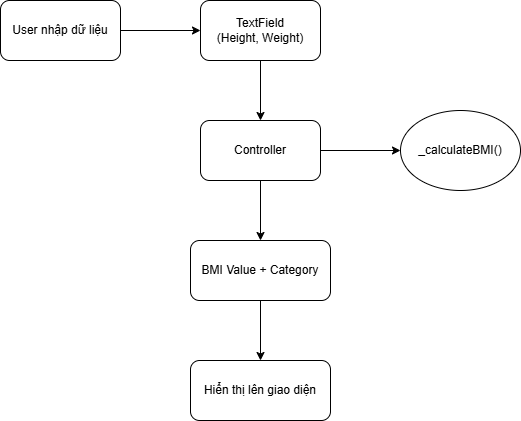 User nhập dữ liệu
TextField
(Height, Weight)
Controller
_calculateBMI()
BMI Value + Category
Hiển thị lên giao diện